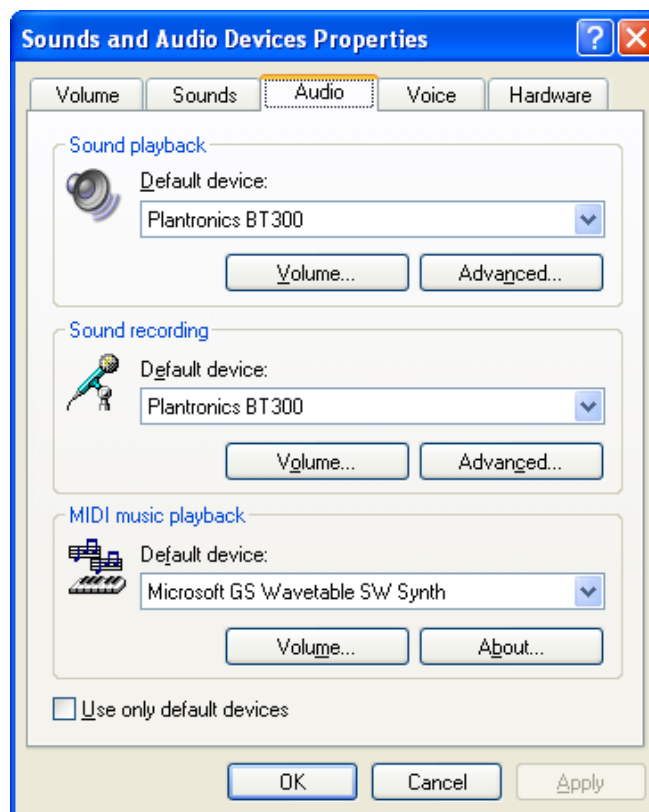 Sounds and Audio Devices Properties
Volume Sounds Audio Voice Hardware
Sound playback
Default device:
Plantronics BT300
Volume... Advanced...
Sound recording
Default device:
Plantronics BT300
Volume... Advanced...
MIDI music playback
Default device:
Microsoft GS Wavetable SW Synth
Volume... About...
Use only default devices
OK Cancel Apply